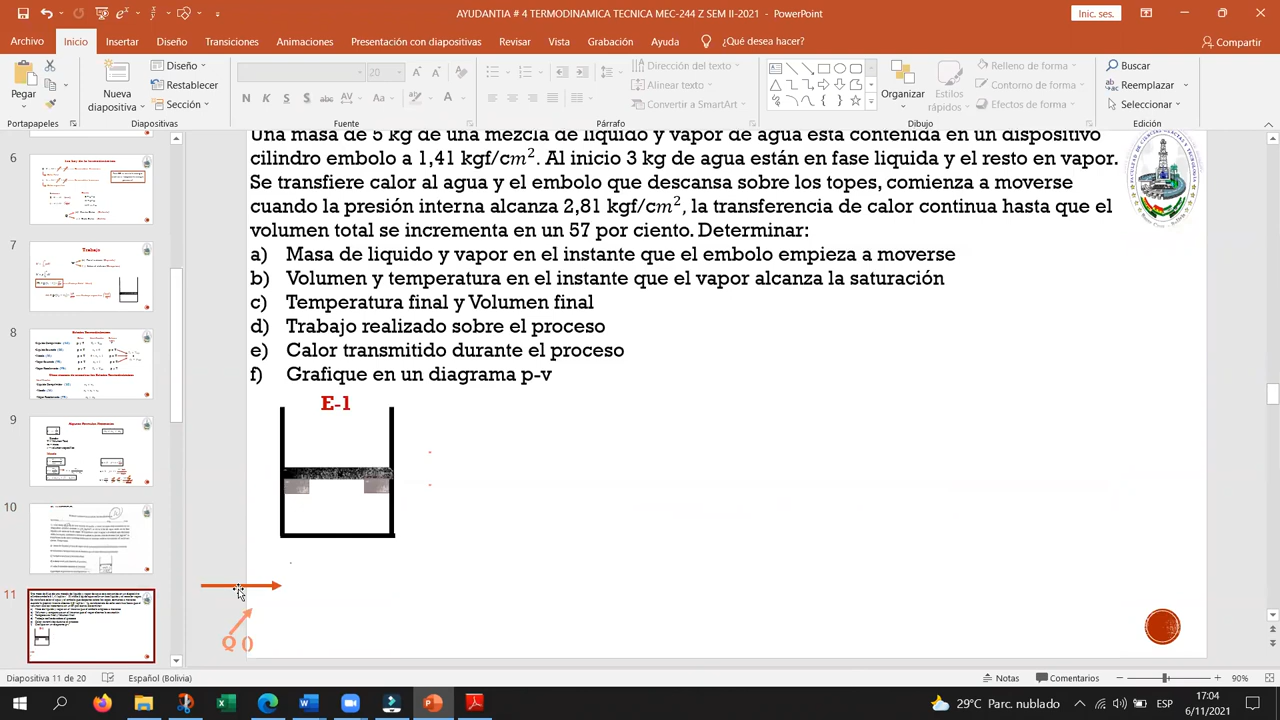 AYUDANTIA # 4 TERMODINAMICA TECNICA MEC-244 Z SEM II-2021 - PowerPoint
Inic. ses.
Archivo Inicio Insertar Diseño Transiciones Animaciones Presentación con diapositivas Revisar Vista Grabación Ayuda ¿Qué desea hacer? Compartir
Pegar
Nueva diapositiva
Diseño
Restablecer
Sección
20
N K S S abc AV Aa A
Dirección del texto
Alinear texto
Convertir a SmartArt
Organizar
Estilos rápidos
Relleno de forma
Contorno de forma
Efectos de forma
Buscar
Reemplazar
Seleccionar
Portapapeles Diapositivas Fuente Párrafo Dibujo Edición
6
7
Trabajo
8
9
10
11
Una masa de 5 kg de una mezcla de liquido y vapor de agua esta contenida en un dispositivo
cilindro embolo a 1,41 kgf/cm². Al inicio 3 kg de agua están en fase liquida y el resto en vapor.
Se transfiere calor al agua y el embolo que descansa sobre los topes, comienza a moverse
cuando la presión interna alcanza 2,81 kgf/cm², la transferencia de calor continua hasta que el
volumen total se incrementa en un 57 por ciento. Determinar:
a) Masa de liquido y vapor en el instante que el embolo empieza a moverse
b) Volumen y temperatura en el instante que el vapor alcanza la saturación
c) Temperatura final y Volumen final
d) Trabajo realizado sobre el proceso
e) Calor transmitido durante el proceso
f) Grafique en un diagrama p-v
E-1
Q ()
Diapositiva 11 de 20 Español (Bolivia) Notas Comentarios 90%
29°C Parc. nublado ESP 17:04
6/11/2021